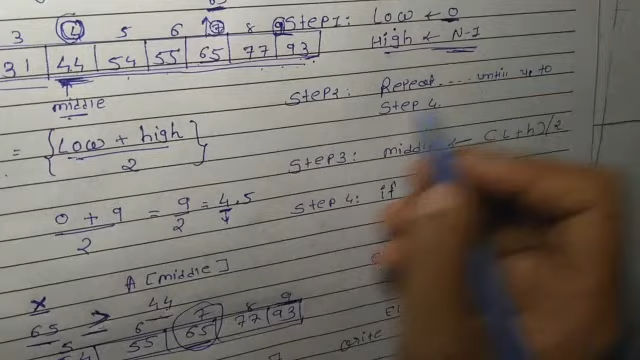 3 4 5 6 7 8 9
31 44 54 55 65 77 93
middle
= { Low + high / 2 }
0 + 9 / 2 = 9 / 2 = 4.5
A [middle]
x 44
65 >
6 7 8 9
55 65 77 93
Step1: Low ← 0
High ← N-1
Step2: Repeat .... until up to
Step 4
Step3: middle ← (L+h)/2
Step 4: if
write